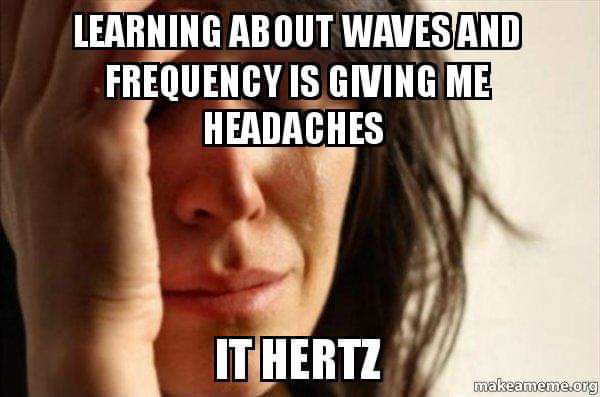 LEARNING ABOUT WAVES AND
FREQUENCY IS GIVING ME
HEADACHES
IT HERTZ
makeameme.org